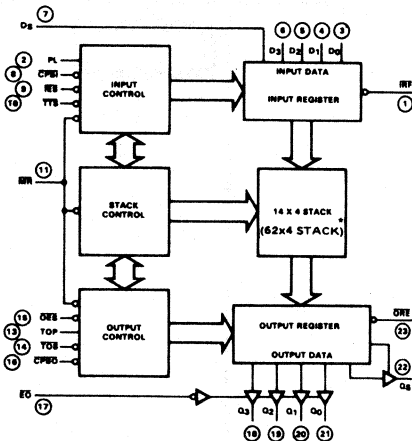 7
DS
6 5 4 3
D3 D2 D1 D0
2 PL
INPUT CONTROL
INPUT DATA
INPUT REGISTER
IRF
1
CPSI
9 IES
10 TTS
11
MR
STACK CONTROL
14 X 4 STACK
(62x4 STACK)*
OUTPUT CONTROL
OUTPUT REGISTER
OUTPUT DATA
ORE
23
OES
13 TOP
14 TOS
CPSO
22
QS
EO
17
Q3 Q2 Q1 Q0
18 19 20 21